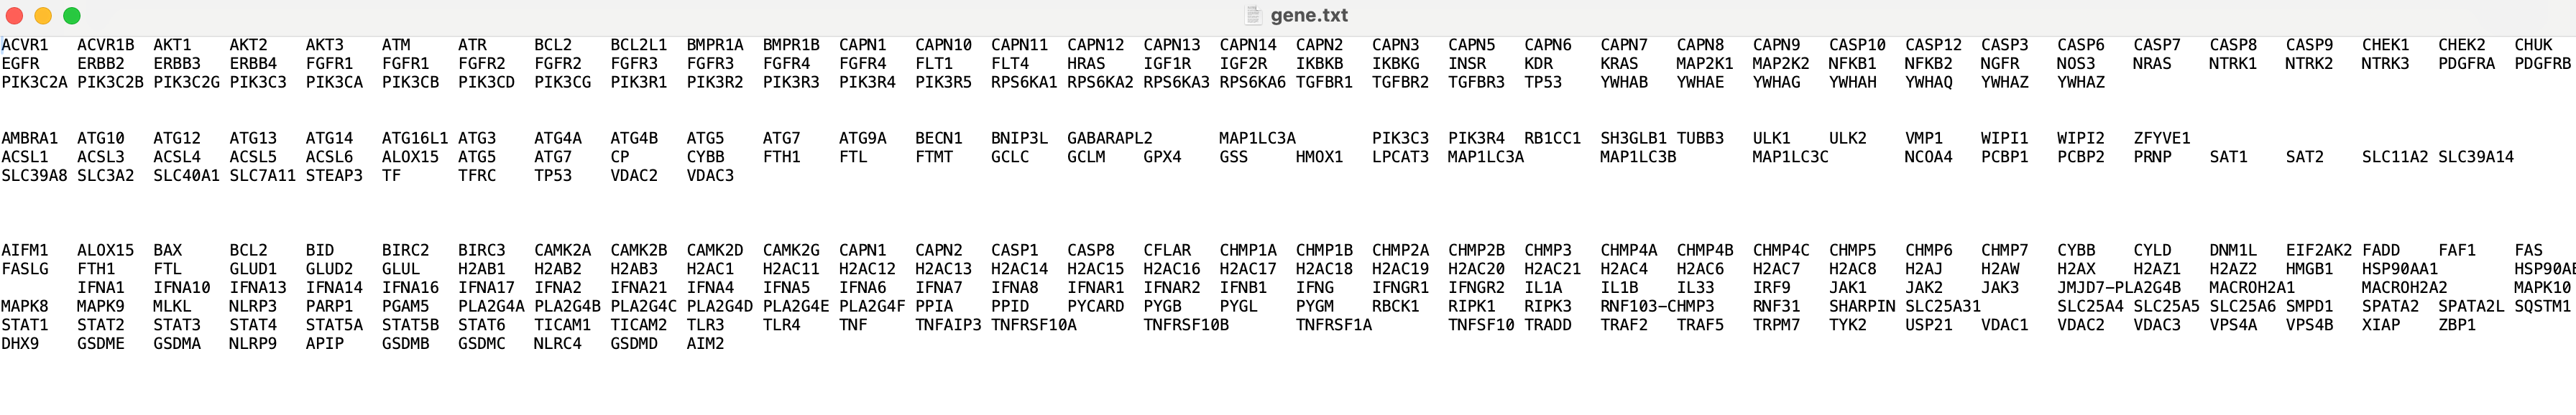 gene.txt
ACVR1 ACVR1B AKT1 AKT2 AKT3 ATM ATR BCL2 BCL2L1 BMPR1A BMPR1B CAPN1 CAPN10 CAPN11 CAPN12 CAPN13 CAPN14 CAPN2 CAPN3 CAPN5 CAPN6 CAPN7 CAPN8 CAPN9 CASP10 CASP12 CASP3 CASP6 CASP7 CASP8 CASP9 CHEK1 CHEK2 CHUK
EGFR ERBB2 ERBB3 ERBB4 FGFR1 FGFR1 FGFR2 FGFR2 FGFR3 FGFR3 FGFR4 FGFR4 FLT1 FLT4 HRAS IGF1R IGF2R IKBKB IKBKG INSR KDR KRAS MAP2K1 MAP2K2 NFKB1 NFKB2 NGFR NOS3 NRAS NTRK1 NTRK2 NTRK3 PDGFRA PDGFRB
PIK3C2A PIK3C2B PIK3C2G PIK3C3 PIK3CA PIK3CB PIK3CD PIK3CG PIK3R1 PIK3R2 PIK3R3 PIK3R4 PIK3R5 RPS6KA1 RPS6KA2 RPS6KA3 RPS6KA6 TGFBR1 TGFBR2 TGFBR3 TP53 YWHAB YWHAE YWHAG YWHAH YWHAQ YWHAZ YWHAZ
AMBRA1 ATG10 ATG12 ATG13 ATG14 ATG16L1 ATG3 ATG4A ATG4B ATG5 ATG7 ATG9A BECN1 BNIP3L GABARAPL2 MAP1LC3A PIK3C3 PIK3R4 RB1CC1 SH3GLB1 TUBB3 ULK1 ULK2 VMP1 WIPI1 WIPI2 ZFYVE1
ACSL1 ACSL3 ACSL4 ACSL5 ACSL6 ALOX15 ATG5 ATG7 CP CYBB FTH1 FTL FTMT GCLC GCLM GPX4 GSS HMOX1 LPCAT3 MAP1LC3A MAP1LC3B MAP1LC3C NCOA4 PCBP1 PCBP2 PRNP SAT1 SAT2 SLC11A2 SLC39A14
SLC39A8 SLC3A2 SLC40A1 SLC7A11 STEAP3 TF TFRC TP53 VDAC2 VDAC3
AIFM1 ALOX15 BAX BCL2 BID BIRC2 BIRC3 CAMK2A CAMK2B CAMK2D CAMK2G CAPN1 CAPN2 CASP1 CASP8 CFLAR CHMP1A CHMP1B CHMP2A CHMP2B CHMP3 CHMP4A CHMP4B CHMP4C CHMP5 CHMP6 CHMP7 CYBB CYLD DNM1L EIF2AK2 FADD FAF1 FAS
FASLG FTH1 FTL GLUD1 GLUD2 GLUL H2AB1 H2AB2 H2AB3 H2AC1 H2AC11 H2AC12 H2AC13 H2AC14 H2AC15 H2AC16 H2AC17 H2AC18 H2AC19 H2AC20 H2AC21 H2AC4 H2AC6 H2AC7 H2AC8 H2AJ H2AW H2AX H2AZ1 H2AZ2 HMGB1 HSP90AA1
IFNA1 IFNA10 IFNA13 IFNA14 IFNA16 IFNA17 IFNA2 IFNA21 IFNA4 IFNA5 IFNA6 IFNA7 IFNA8 IFNAR1 IFNAR2 IFNB1 IFNG IFNGR1 IFNGR2 IL1A IL1B IL33 IRF9 JAK1 JAK2 JAK3 JMJD7-PLA2G4B MACROH2A1 MACROH2A2 MAPK10
MAPK8 MAPK9 MLKL NLRP3 PARP1 PGAM5 PLA2G4A PLA2G4B PLA2G4C PLA2G4D PLA2G4E PLA2G4F PPIA PPID PYCARD PYGB PYGL PYGM RBCK1 RIPK1 RIPK3 RNF103-CHMP3 RNF31 SHARPIN SLC25A31 SLC25A4 SLC25A5 SLC25A6 SMPD1 SPATA2 SPATA2L SQSTM1
STAT1 STAT2 STAT3 STAT4 STAT5A STAT5B STAT6 TICAM1 TICAM2 TLR3 TLR4 TNF TNFAIP3 TNFRSF10A TNFRSF10B TNFRSF1A TNFSF10 TRADD TRAF2 TRAF5 TRPM7 TYK2 USP21 VDAC1 VDAC2 VDAC3 VPS4A VPS4B XIAP ZBP1
DHX9 GSDME GSDMA NLRP9 APIP GSDMB GSDMC NLRC4 GSDMD AIM2